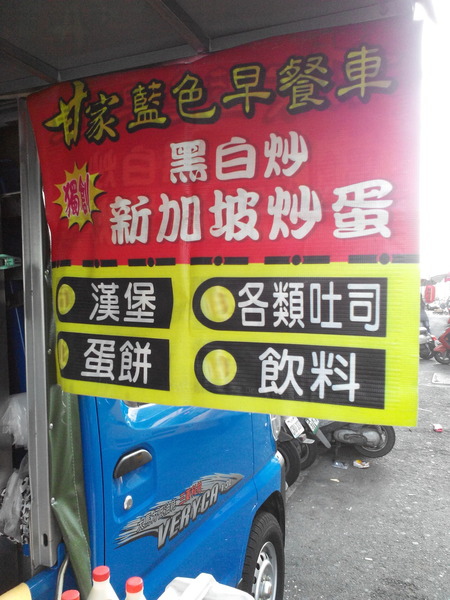 甘家藍色早餐車
黑白炒
獨創
新加坡炒蛋
漢堡
各類吐司
蛋餅
飲料
VERYCA